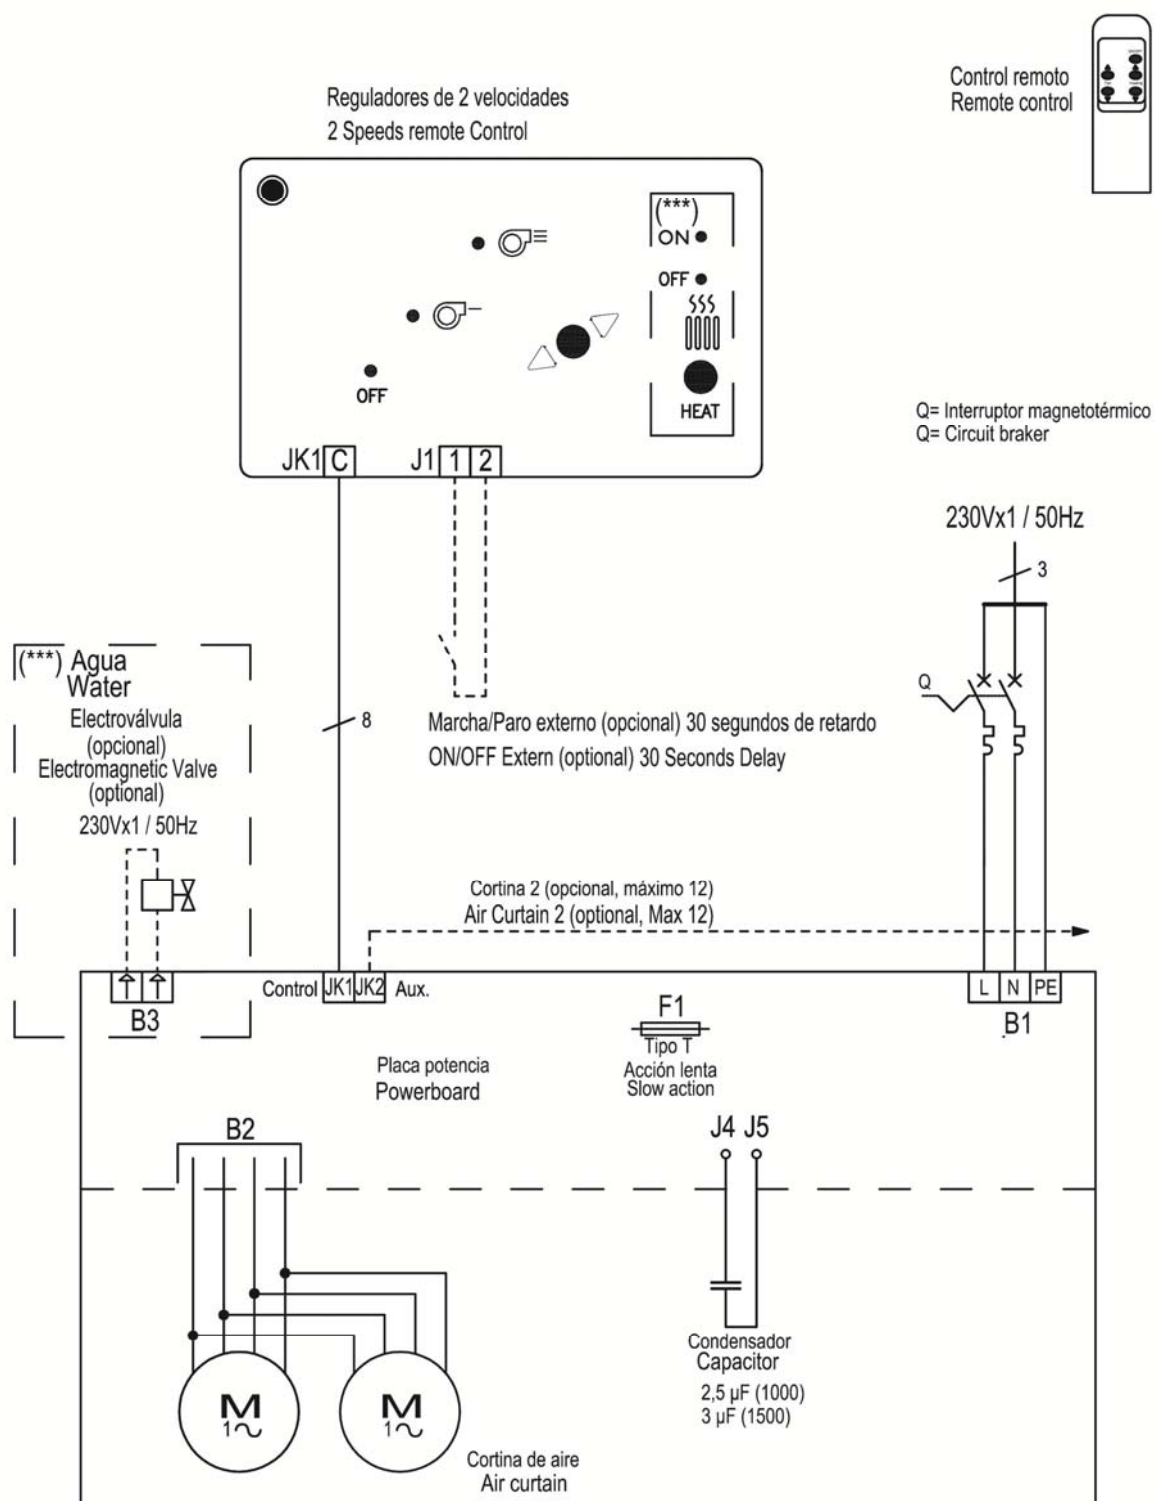 Control remoto
Remote control
Reguladores de 2 velocidades
2 Speeds remote Control
(***)
ON
OFF
HEAT
OFF
JK1 C
J1 1 2
Q= Interruptor magnetotérmico
Q= Circuit braker
230Vx1 / 50Hz
3
Q
8
Marcha/Paro externo (opcional) 30 segundos de retardo
ON/OFF Extern (optional) 30 Seconds Delay
(***) Agua
Water
Electroválvula
(opcional)
Electromagnetic Valve
(optional)
230Vx1 / 50Hz
Cortina 2 (opcional, máximo 12)
Air Curtain 2 (optional, Max 12)
B3
Control JK1 JK2 Aux.
L N PE
B1
F1
Tipo T
Acción lenta
Slow action
Placa potencia
Powerboard
B2
J4 J5
Condensador
Capacitor
2,5 µF (1000)
3 µF (1500)
M
1
M
1
Cortina de aire
Air curtain